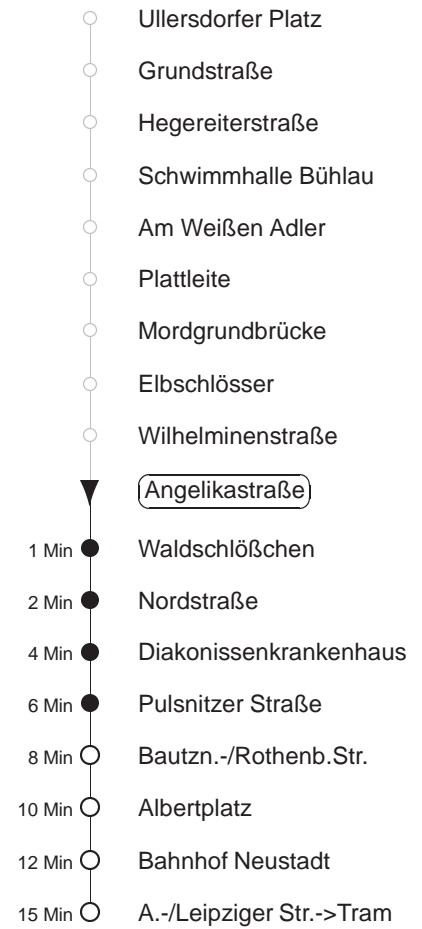 Ullersdorfer Platz
Grundstraße
Hegereiterstraße
Schwimmhalle Bühlau
Am Weißen Adler
Plattleite
Mordgrundbrücke
Elbschlösser
Wilhelminenstraße
Angelikastraße
1 Min Waldschlößchen
2 Min Nordstraße
4 Min Diakonissenkrankenhaus
6 Min Pulsnitzer Straße
8 Min Bautzn.-/Rothenb.Str.
10 Min Albertplatz
12 Min Bahnhof Neustadt
15 Min A.-/Leipziger Str.->Tram